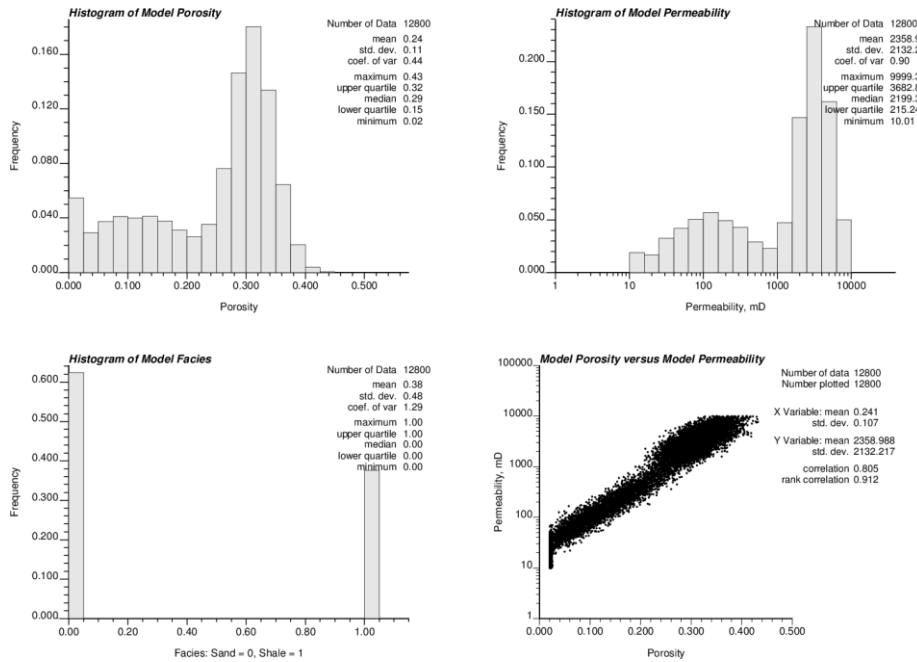 Histogram of Model Porosity
Frequency
Number of Data 12800
mean 0.24
std. dev. 0.11
coef. of var 0.44
maximum 0.43
upper quartile 0.32
median 0.29
lower quartile 0.15
minimum 0.02
0.160
0.120
0.080
0.040
0.000
0.000 0.100 0.200 0.300 0.400 0.500
Porosity
Histogram of Model Permeability
Frequency
Number of Data 12800
mean 2358.9
std. dev. 2132.2
coef. of var 0.90
maximum 9999.3
upper quartile 3682.8
median 2199.3
lower quartile 215.24
minimum 10.01
0.200
0.150
0.100
0.050
0.000
1 10 100 1000 10000
Permeability, mD
Histogram of Model Facies
Frequency
Number of Data 12800
mean 0.38
std. dev. 0.48
coef. of var 1.29
maximum 1.00
upper quartile 1.00
median 0.00
lower quartile 0.00
minimum 0.00
0.600
0.500
0.400
0.300
0.200
0.100
0.000
0.00 0.20 0.40 0.60 0.80 1.00
Facies: Sand = 0, Shale = 1
Model Porosity versus Model Permeability
Permeability, mD
Number of data 12800
Number plotted 12800
X Variable: mean 0.241
std. dev. 0.107
Y Variable: mean 2358.988
std. dev. 2132.217
correlation 0.805
rank correlation 0.912
100000
10000
1000
100
10
1
0.000 0.100 0.200 0.300 0.400 0.500
Porosity